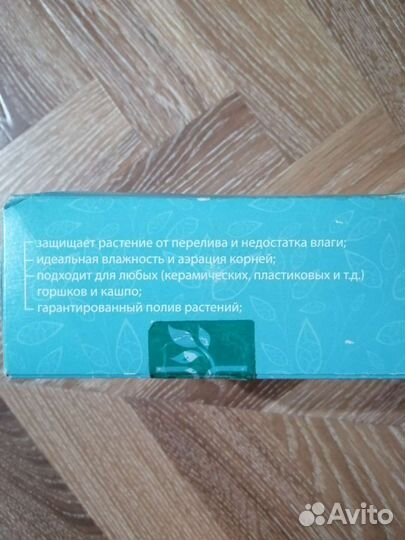 защищает растение от перелива и недостатка влаги;
идеальная влажность и аэрация корней;
подходит для любых (керамических, пластиковых и т.д.)
горшков и кашпо;
гарантированный полив растений;
Avito